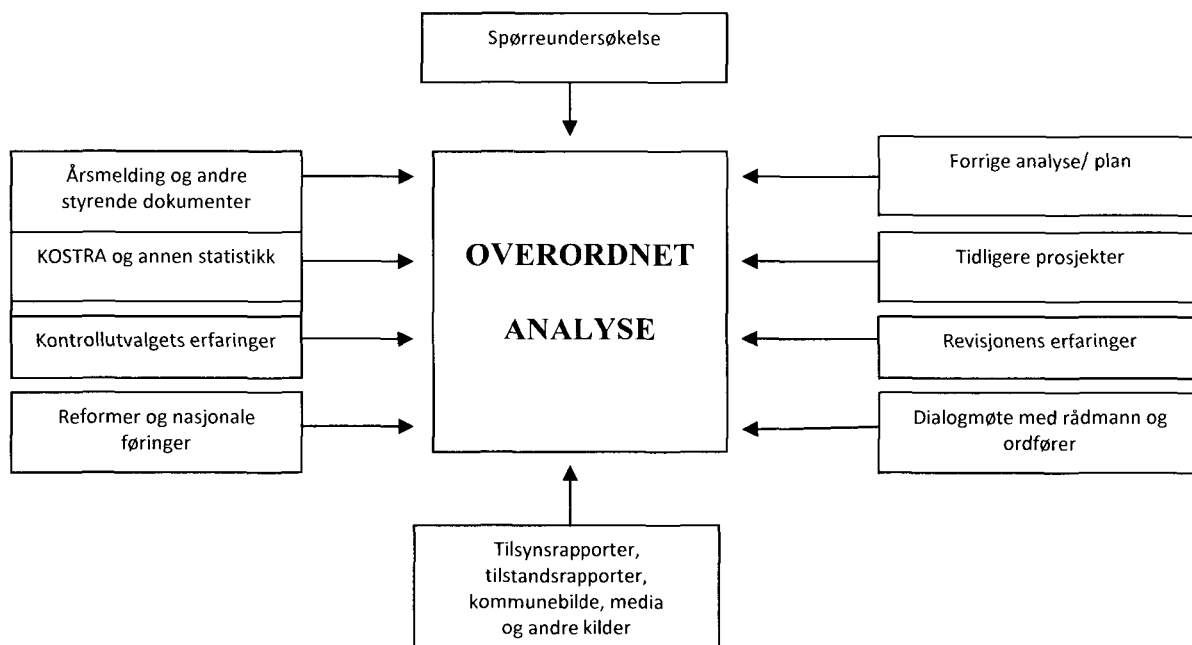 Spørreundersøkelse
Årsmelding og andre
styrende dokumenter
KOSTRA og annen statistikk
Kontrollutvalgets erfaringer
Reformer og nasjonale
føringer
OVERORDNET
ANALYSE
Forrige analyse/ plan
Tidligere prosjekter
Revisjonens erfaringer
Dialogmøte med rådmann og
ordfører
Tilsynsrapporter,
tilstandsrapporter,
kommunebilde, media
og andre kilder